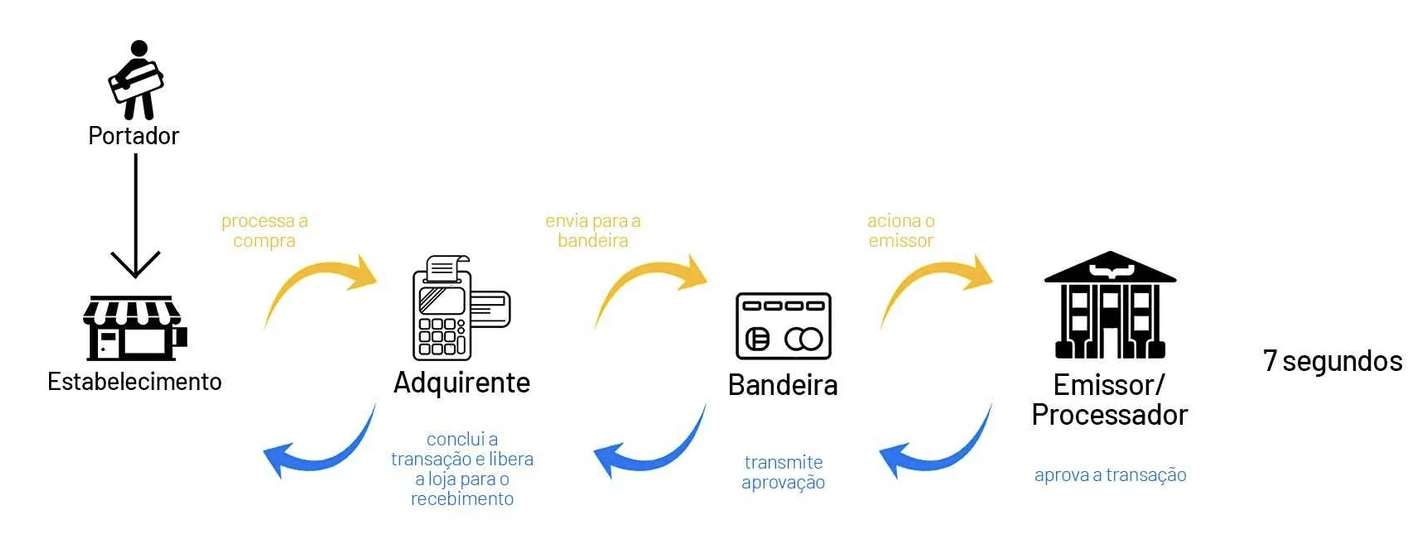 Portador
processa a
compra
envia para a
bandeira
aciona o
emissor
Estabelecimento
Adquirente
Bandeira
Emissor/
Processador
7 segundos
conclui a
transação e libera
a loja para o
recebimento
transmite
aprovação
aprova a transação